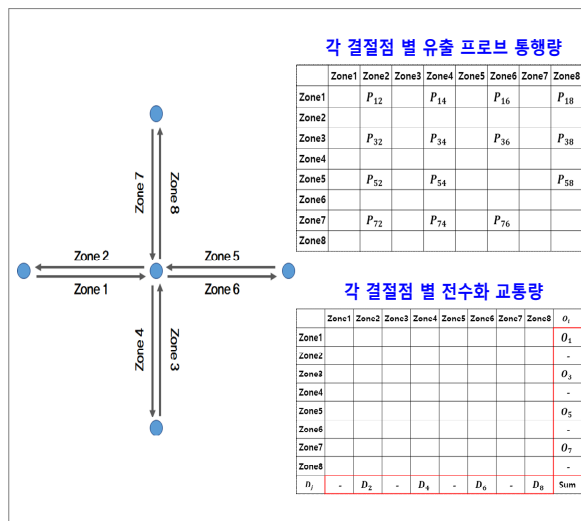 각 결절점 별 유출 프로브 통행량
Zone1 Zone2 Zone3 Zone4 Zone5 Zone6 Zone7 Zone8
Zone1 P12 P14 P16 P18
Zone2
Zone3 P32 P34 P36 P38
Zone4
Zone5 P52 P54 P58
Zone6
Zone7 P72 P74 P76
Zone8
Zone 7
Zone 8
Zone 2
Zone 5
Zone 1
Zone 6
Zone 4
Zone 3
각 결절점 별 전수화 교통량
Zone1 Zone2 Zone3 Zone4 Zone5 Zone6 Zone7 Zone8 Oi
Zone1 O1
Zone2 -
Zone3 O3
Zone4 -
Zone5 O5
Zone6 -
Zone7 O7
Zone8 -
Dj - D2 - D4 - D6 - D8 Sum